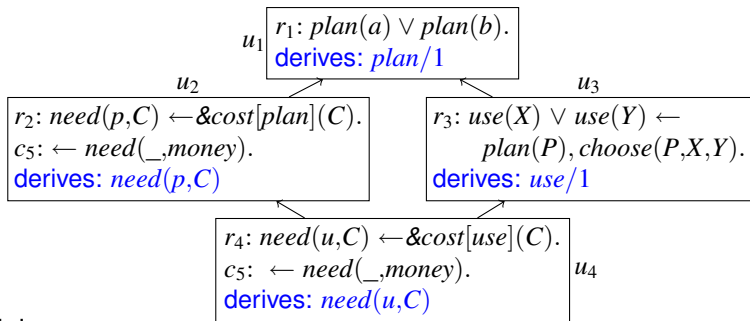 u₁
r₁: plan(a) ∨ plan(b).
derives: plan/1
u₂
r₂: need(p,C) ←&cost[plan](C).
c₅: ← need(_,money).
derives: need(p,C)
u₃
r₃: use(X) ∨ use(Y) ←
plan(P), choose(P,X,Y).
derives: use/1
r₄: need(u,C) ←&cost[use](C).
c₅: ← need(_,money).
derives: need(u,C)
u₄